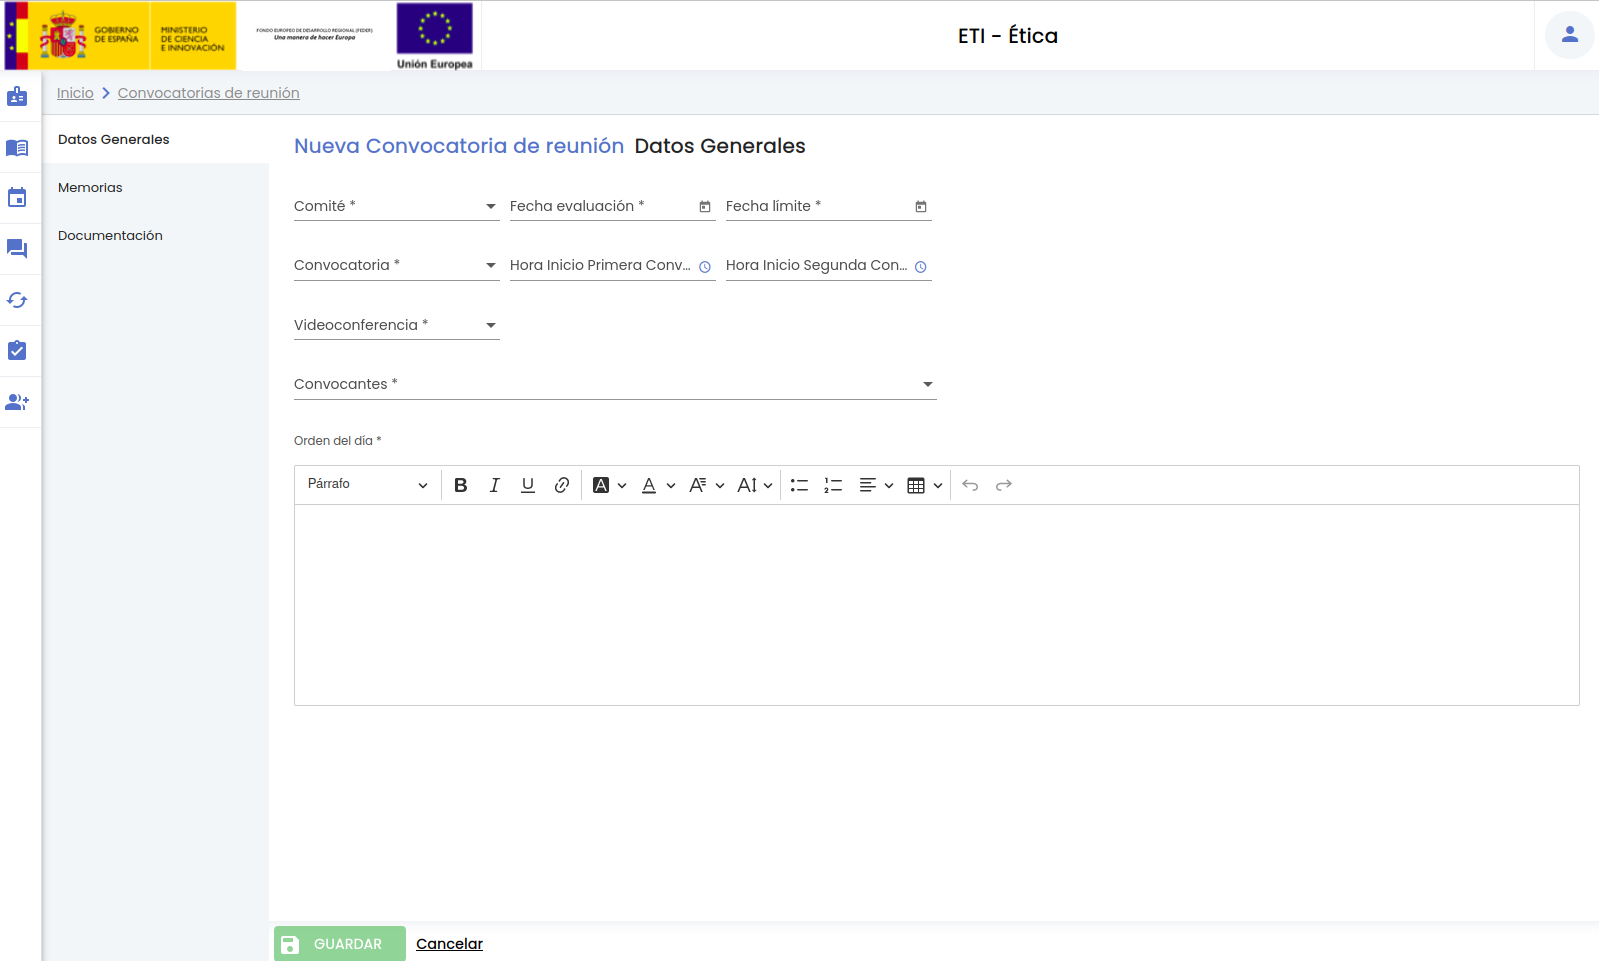 GOBIERNO
DE ESPAÑA
MINISTERIO
DE CIENCIA
E INNOVACIÓN
FONDO EUROPEO DE DESARROLLO REGIONAL (FEDER)
Una manera de hacer Europa
Unión Europea
ETI - Ética
Inicio
Convocatorias de reunión
Datos Generales
Memorias
Documentación
Nueva Convocatoria de reunión Datos Generales
Comité *
Fecha evaluación *
Fecha límite *
Convocatoria *
Hora Inicio Primera Conv...
Hora Inicio Segunda Con...
Videoconferencia *
Convocantes *
Orden del día *
Párrafo
GUARDAR
Cancelar